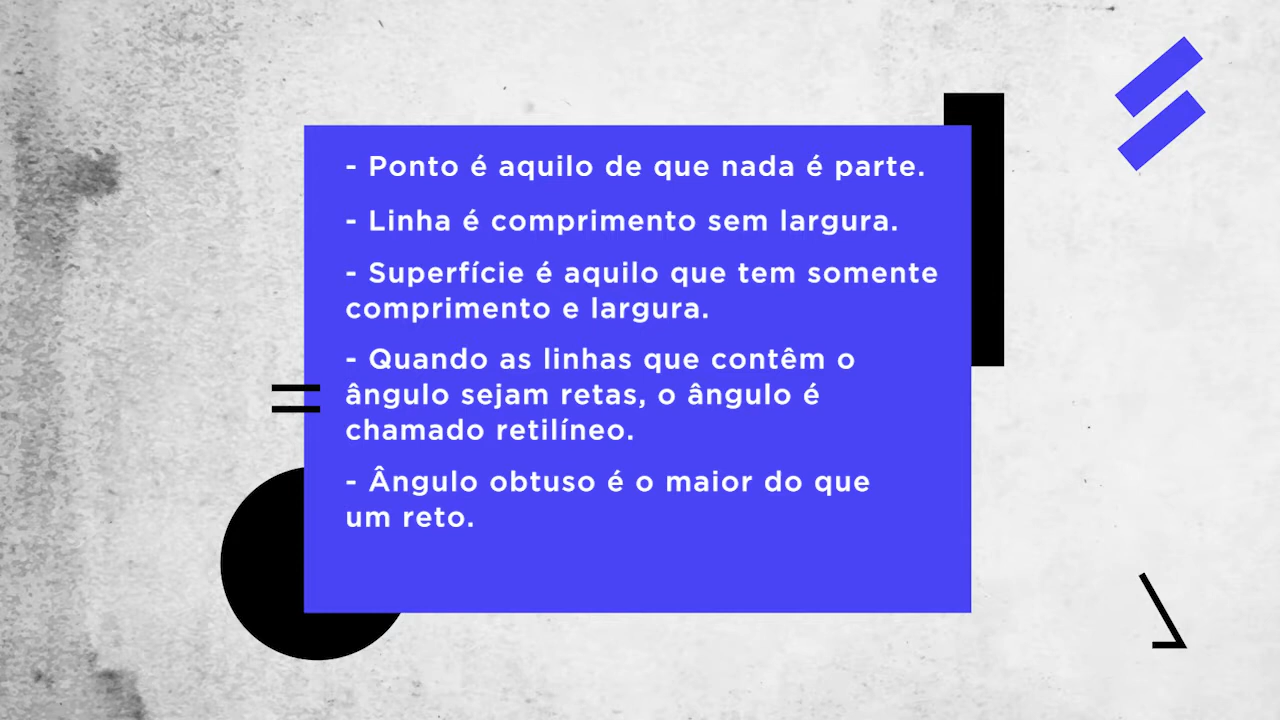 - Ponto é aquilo de que nada é parte.
- Linha é comprimento sem largura.
- Superfície é aquilo que tem somente
comprimento e largura.
- Quando as linhas que contêm o
ângulo sejam retas, o ângulo é
chamado retilíneo.
- Ângulo obtuso é o maior do que
um reto.